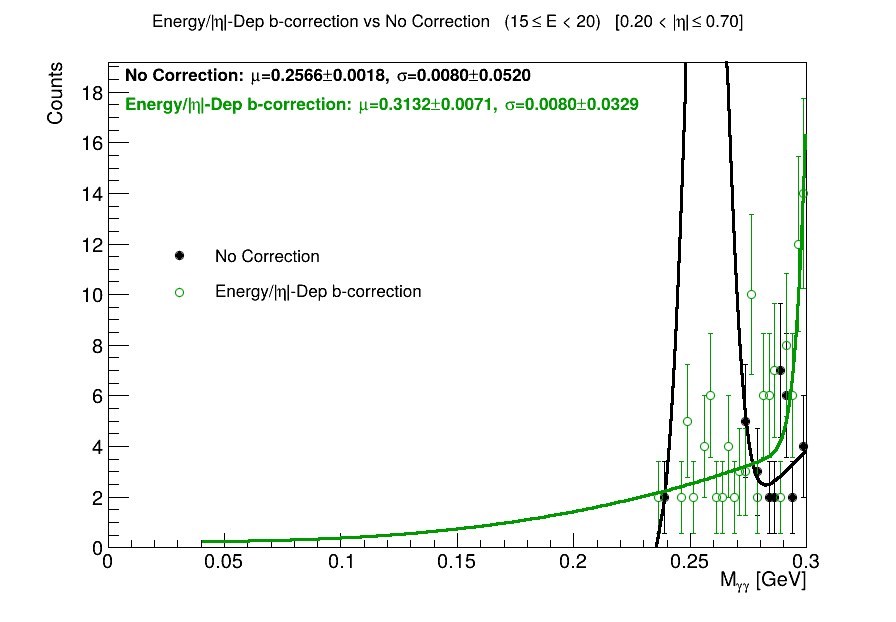 Energy/|η|-Dep b-correction vs No Correction (15 ≤ E < 20) [0.20 < |η| ≤ 0.70]
No Correction: μ=0.2566±0.0018, σ=0.0080±0.0520
Energy/|η|-Dep b-correction: μ=0.3132±0.0071, σ=0.0080±0.0329
Counts
18
16
14
12
10
8
6
4
2
0
No Correction
Energy/|η|-Dep b-correction
0 0.05 0.1 0.15 0.2 0.25 0.3
Mγγ [GeV]